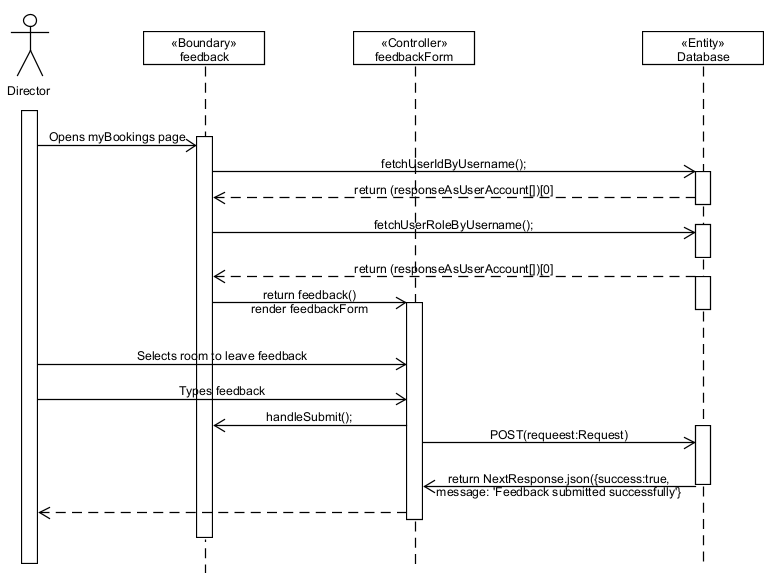 «Boundary»
feedback
«Controller»
feedbackForm
«Entity»
Database
Director
Opens myBookings page
fetchUserIdByUsername();
return (responseAsUserAccount[])[0]
fetchUserRoleByUsername();
return (responseAsUserAccount[])[0]
return feedback()
render feedbackForm
Selects room to leave feedback
Types feedback
handleSubmit();
POST(requeest:Request)
return NextResponse.json({success:true,
message: 'Feedback submitted successfully'}